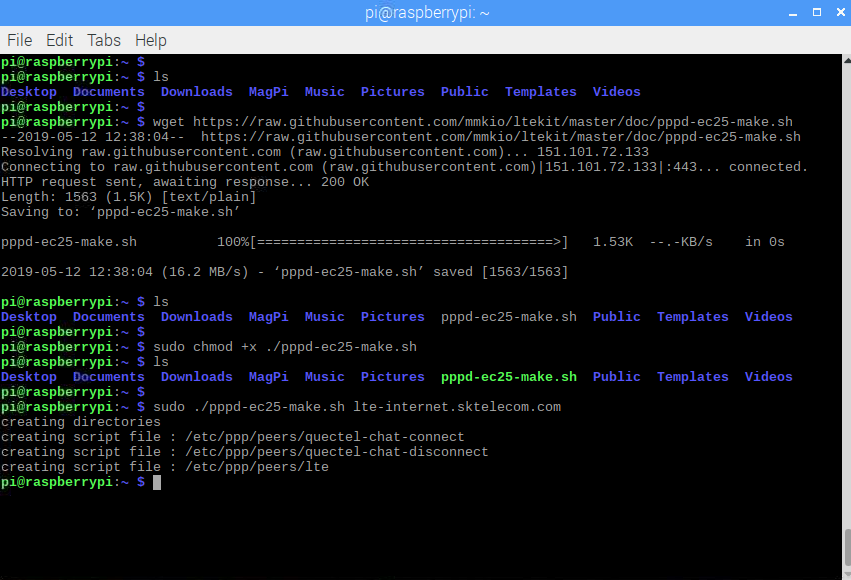 pi@raspberrypi: ~
File Edit Tabs Help
pi@raspberrypi:~ $
pi@raspberrypi:~ $ ls
Desktop Documents Downloads MagPi Music Pictures Public Templates Videos
pi@raspberrypi:~ $
pi@raspberrypi:~ $ wget https://raw.githubusercontent.com/mmkio/ltekit/master/doc/pppd-ec25-make.sh
--2019-05-12 12:38:04-- https://raw.githubusercontent.com/mmkio/ltekit/master/doc/pppd-ec25-make.sh
Resolving raw.githubusercontent.com (raw.githubusercontent.com)... 151.101.72.133
Connecting to raw.githubusercontent.com (raw.githubusercontent.com)|151.101.72.133|:443... connected.
HTTP request sent, awaiting response... 200 OK
Length: 1563 (1.5K) [text/plain]
Saving to: ‘pppd-ec25-make.sh’
pppd-ec25-make.sh 100%[=====================================>] 1.53K --.-KB/s in 0s
2019-05-12 12:38:04 (16.2 MB/s) - ‘pppd-ec25-make.sh’ saved [1563/1563]
pi@raspberrypi:~ $ ls
Desktop Documents Downloads MagPi Music Pictures pppd-ec25-make.sh Public Templates Videos
pi@raspberrypi:~ $
pi@raspberrypi:~ $ sudo chmod +x ./pppd-ec25-make.sh
pi@raspberrypi:~ $ ls
Desktop Documents Downloads MagPi Music Pictures pppd-ec25-make.sh Public Templates Videos
pi@raspberrypi:~ $
pi@raspberrypi:~ $ sudo ./pppd-ec25-make.sh lte-internet.sktelecom.com
creating directories
creating script file : /etc/ppp/peers/quectel-chat-connect
creating script file : /etc/ppp/peers/quectel-chat-disconnect
creating script file : /etc/ppp/peers/lte
pi@raspberrypi:~ $